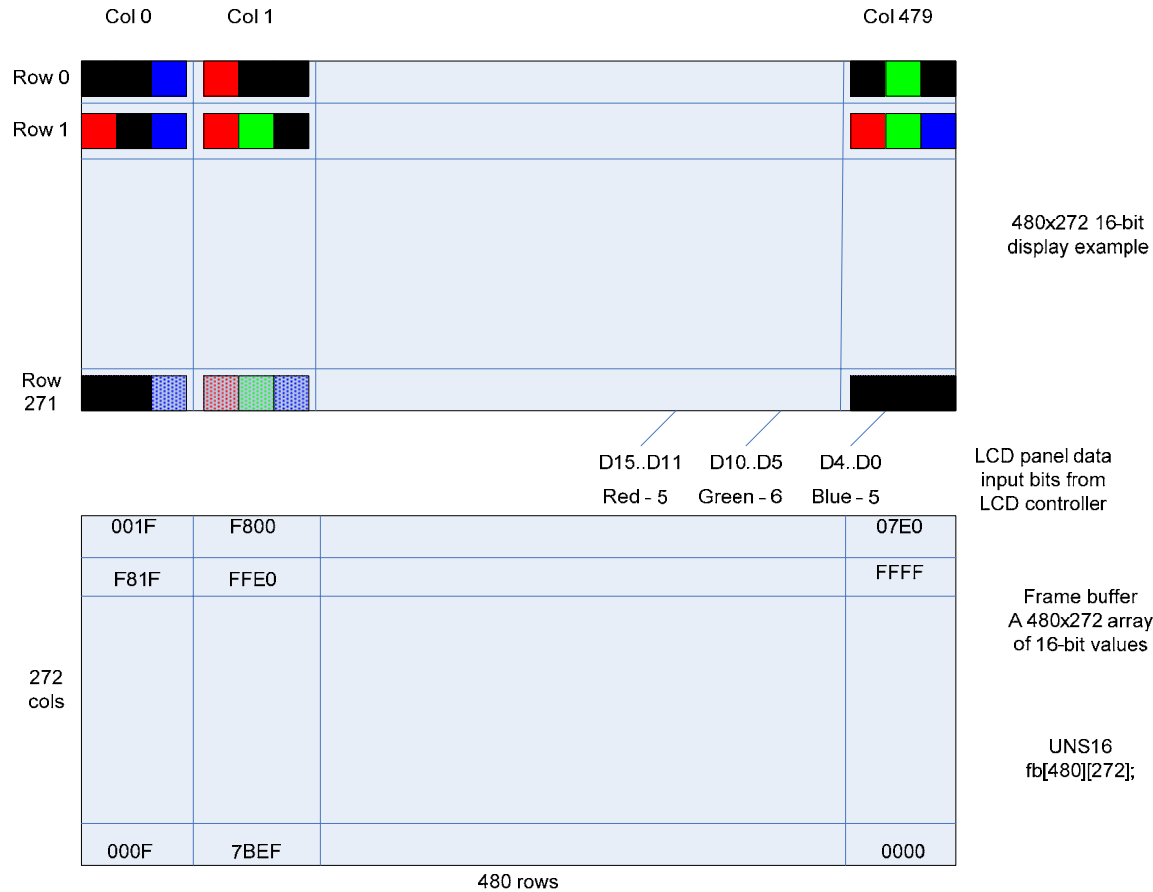 Col 0 Col 1 Col 479
Row 0
Row 1
480x272 16-bit
display example
Row
271
D15..D11 D10..D5 D4..D0
Red - 5 Green - 6 Blue - 5
LCD panel data
input bits from
LCD controller
001F F800 07E0
F81F FFE0 FFFF
Frame buffer
A 480x272 array
of 16-bit values
272
cols
UNS16
fb[480][272];
000F 7BEF 0000
480 rows